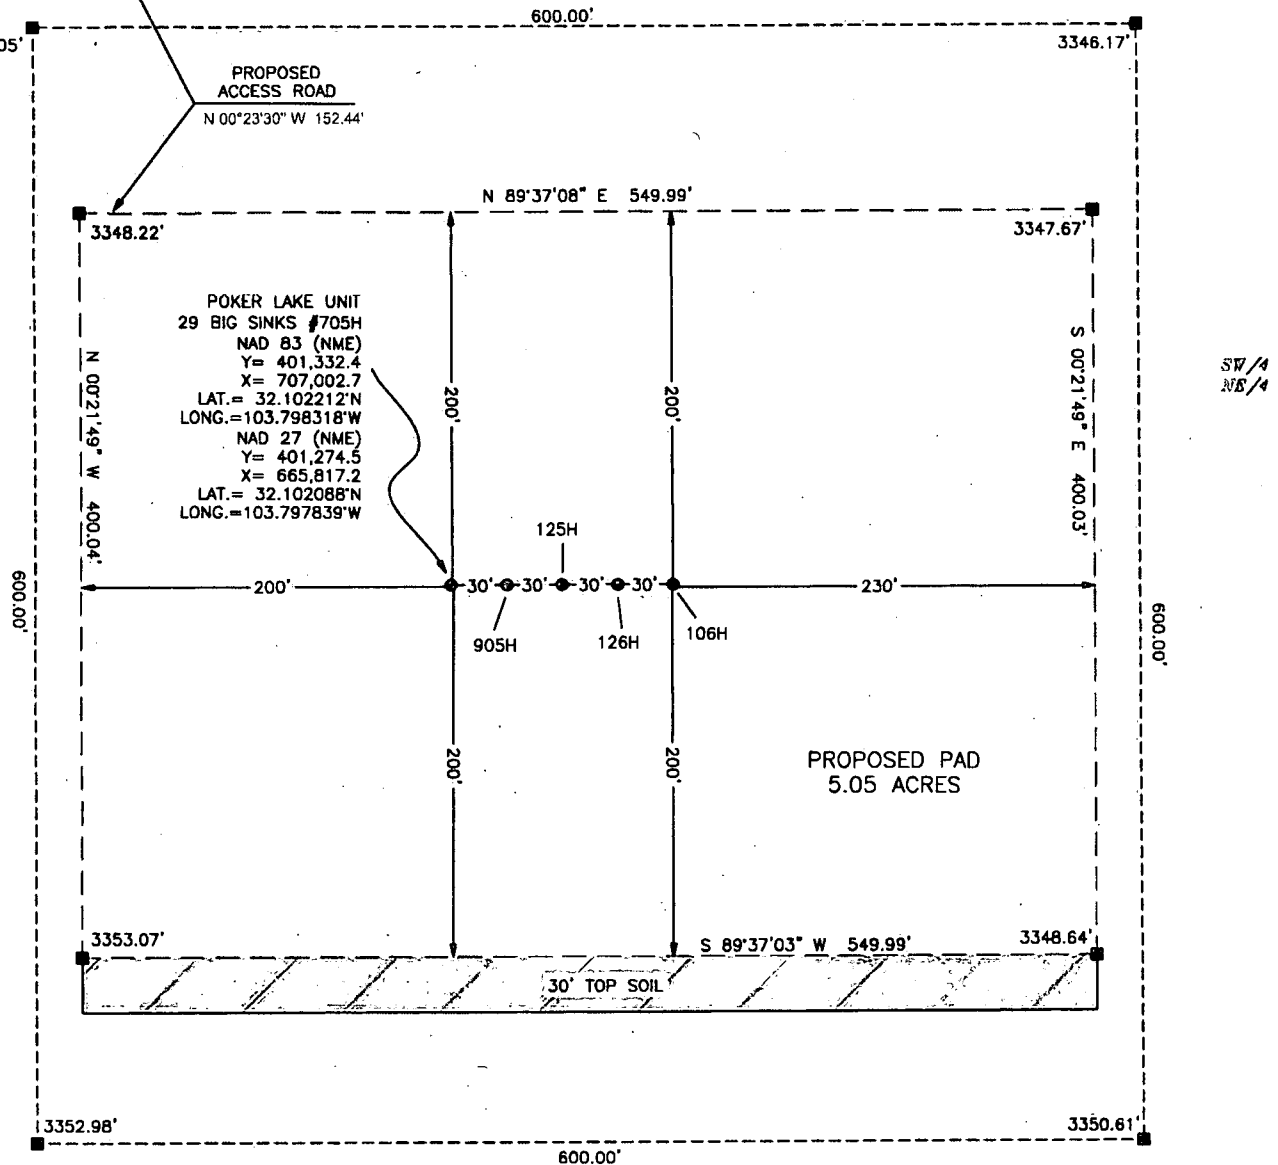 600.00'
05'
3346.17'
PROPOSED
ACCESS ROAD
N 00°23'30" W 152.44'
N 89°37'08" E 549.99'
3348.22'
3347.67'
POKER LAKE UNIT
29 BIG SINKS #705H
NAD 83 (NME)
Y= 401,332.4
X= 707,002.7
LAT.= 32.102212°N
LONG.=103.798318°W
NAD 27 (NME)
Y= 401,274.5
X= 665,817.2
LAT.= 32.102088°N
LONG.=103.797839°W
N 00°21'49" W 400.04'
S 00°21'49" E 400.03'
SW/4
NE/4
200'
200'
125H
600.00'
200'
30'
30'
30'
30'
230'
600.00'
905H
126H
106H
200'
200'
PROPOSED PAD
5.05 ACRES
3353.07'
S 89°37'03" W 549.99'
3348.64'
30' TOP SOIL
3352.98'
3350.61'
600.00'